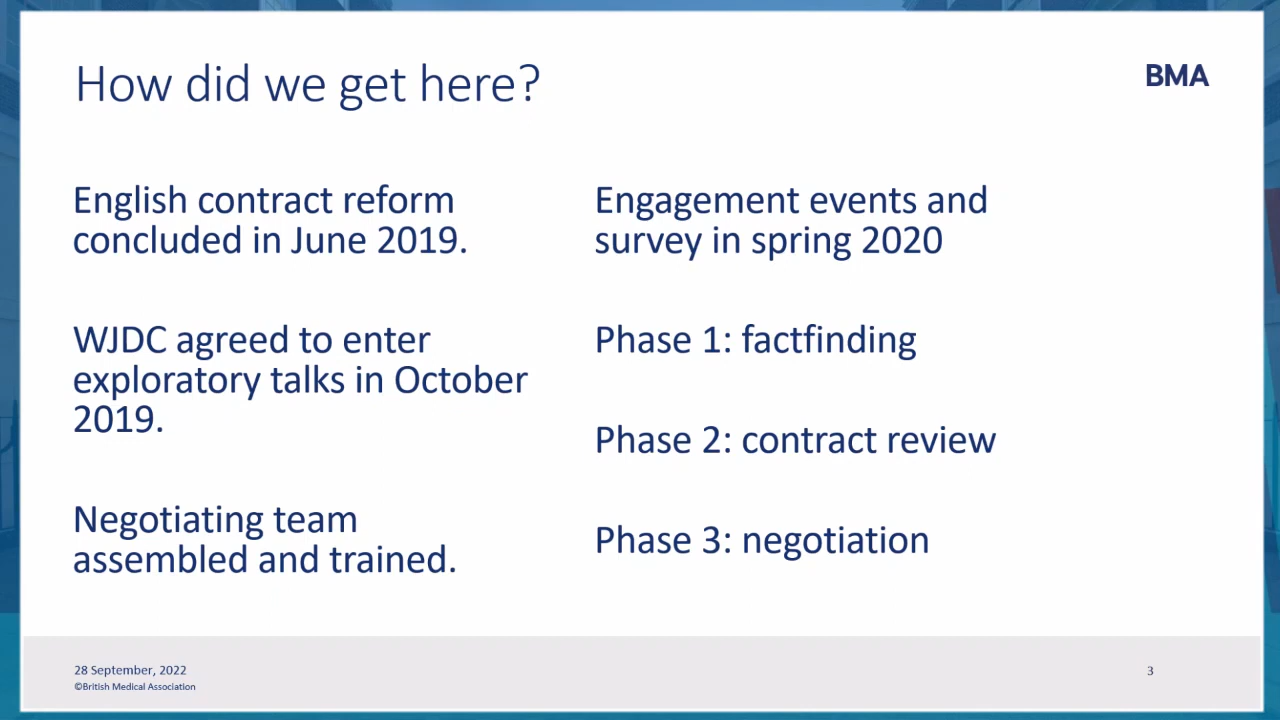 How did we get here?
BMA
English contract reform
concluded in June 2019.
WJDC agreed to enter
exploratory talks in October
2019.
Negotiating team
assembled and trained.
Engagement events and
survey in spring 2020
Phase 1: factfinding
Phase 2: contract review
Phase 3: negotiation
28 September, 2022
©British Medical Association
3